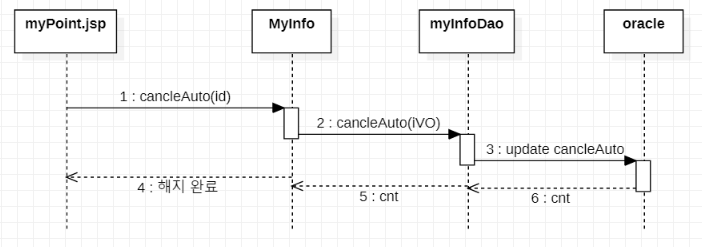 myPoint.jsp
MyInfo
myInfoDao
oracle
1 : cancleAuto(id)
2 : cancleAuto(iVO)
3 : update cancleAuto
4 : 해지 완료
5 : cnt
6 : cnt